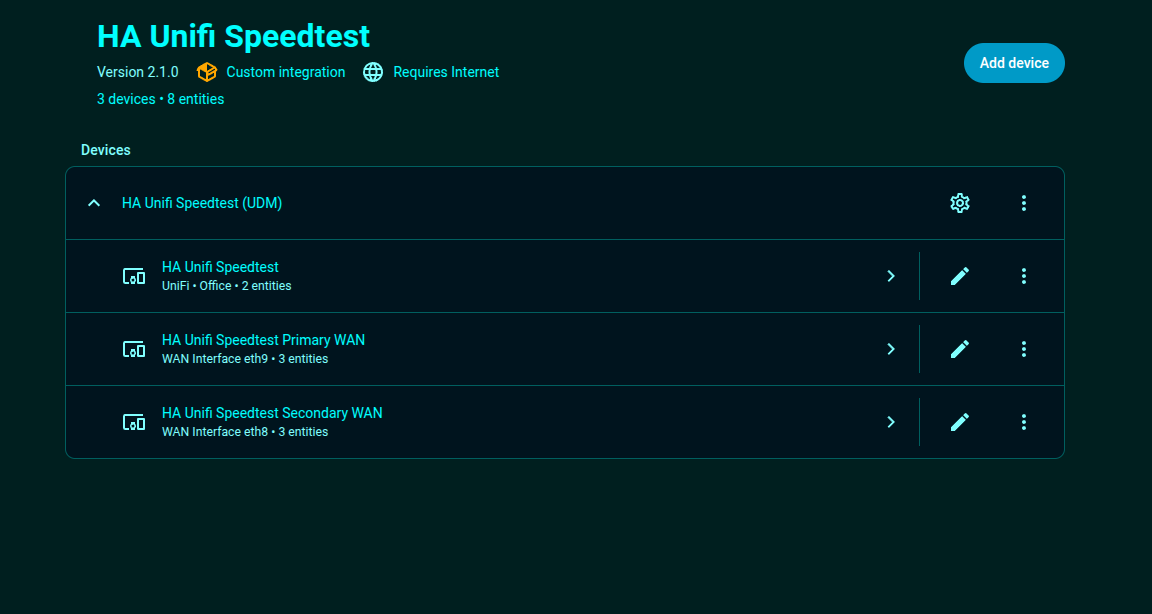 HA Unifi Speedtest
Version 2.1.0 Custom integration Requires Internet
Add device
3 devices • 8 entities
Devices
HA Unifi Speedtest (UDM)
HA Unifi Speedtest
UniFi • Office • 2 entities
HA Unifi Speedtest Primary WAN
WAN Interface eth9 • 3 entities
HA Unifi Speedtest Secondary WAN
WAN Interface eth8 • 3 entities